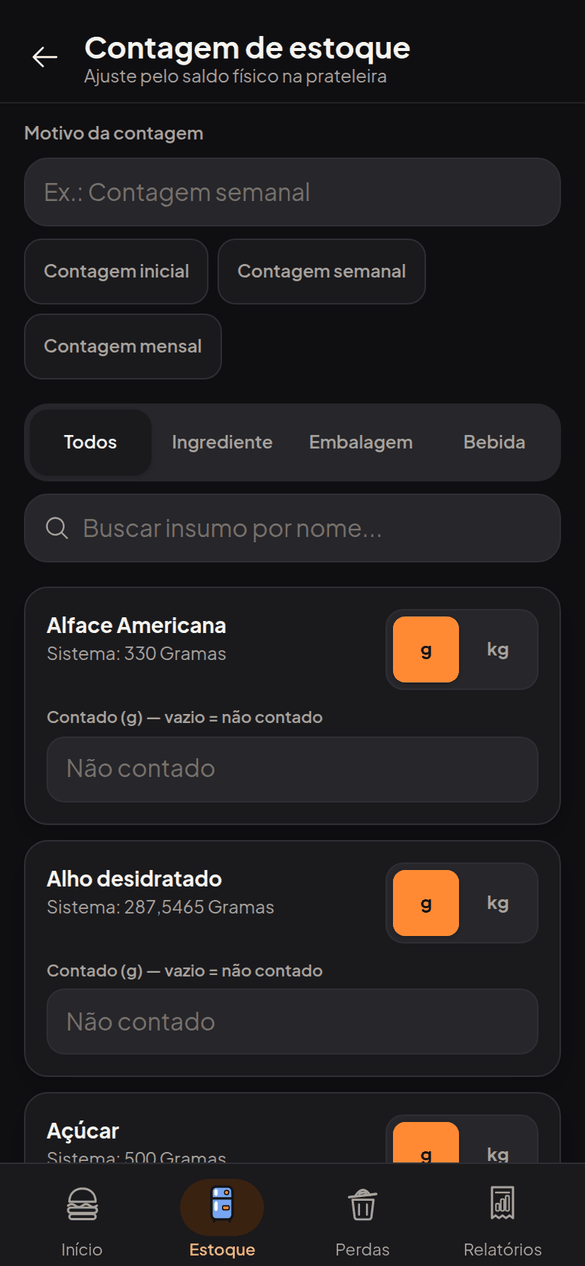 Contagem de estoque
Ajuste pelo saldo físico na prateleira
Motivo da contagem
Ex.: Contagem semanal
Contagem inicial
Contagem semanal
Contagem mensal
Todos
Ingrediente
Embalagem
Bebida
Buscar insumo por nome...
Alface Americana
Sistema: 330 Gramas
g
kg
Contado (g) — vazio = não contado
Não contado
Alho desidratado
Sistema: 287,5465 Gramas
g
kg
Contado (g) — vazio = não contado
Não contado
Açúcar
Sistema: 500 Gramas
g
kg
Início
Estoque
Perdas
Relatórios